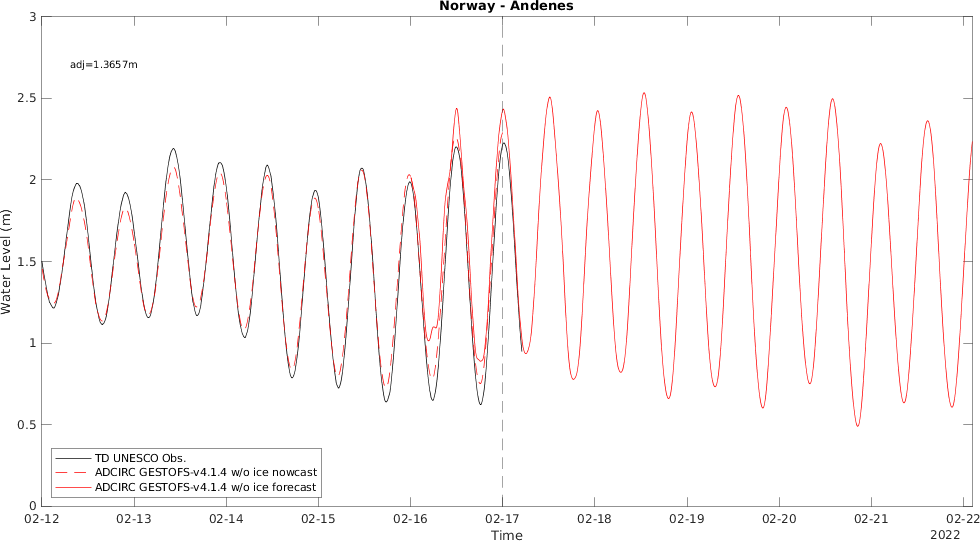 Norway - Andenes
3
adj=1.3657m
2.5
2
1.5
Water Level (m)
1
0.5
TD UNESCO Obs.
ADCIRC GESTOFS-v4.1.4 w/o ice nowcast
ADCIRC GESTOFS-v4.1.4 w/o ice forecast
0
02-12 02-13 02-14 02-15 02-16 02-17 02-18 02-19 02-20 02-21 02-22
Time 2022